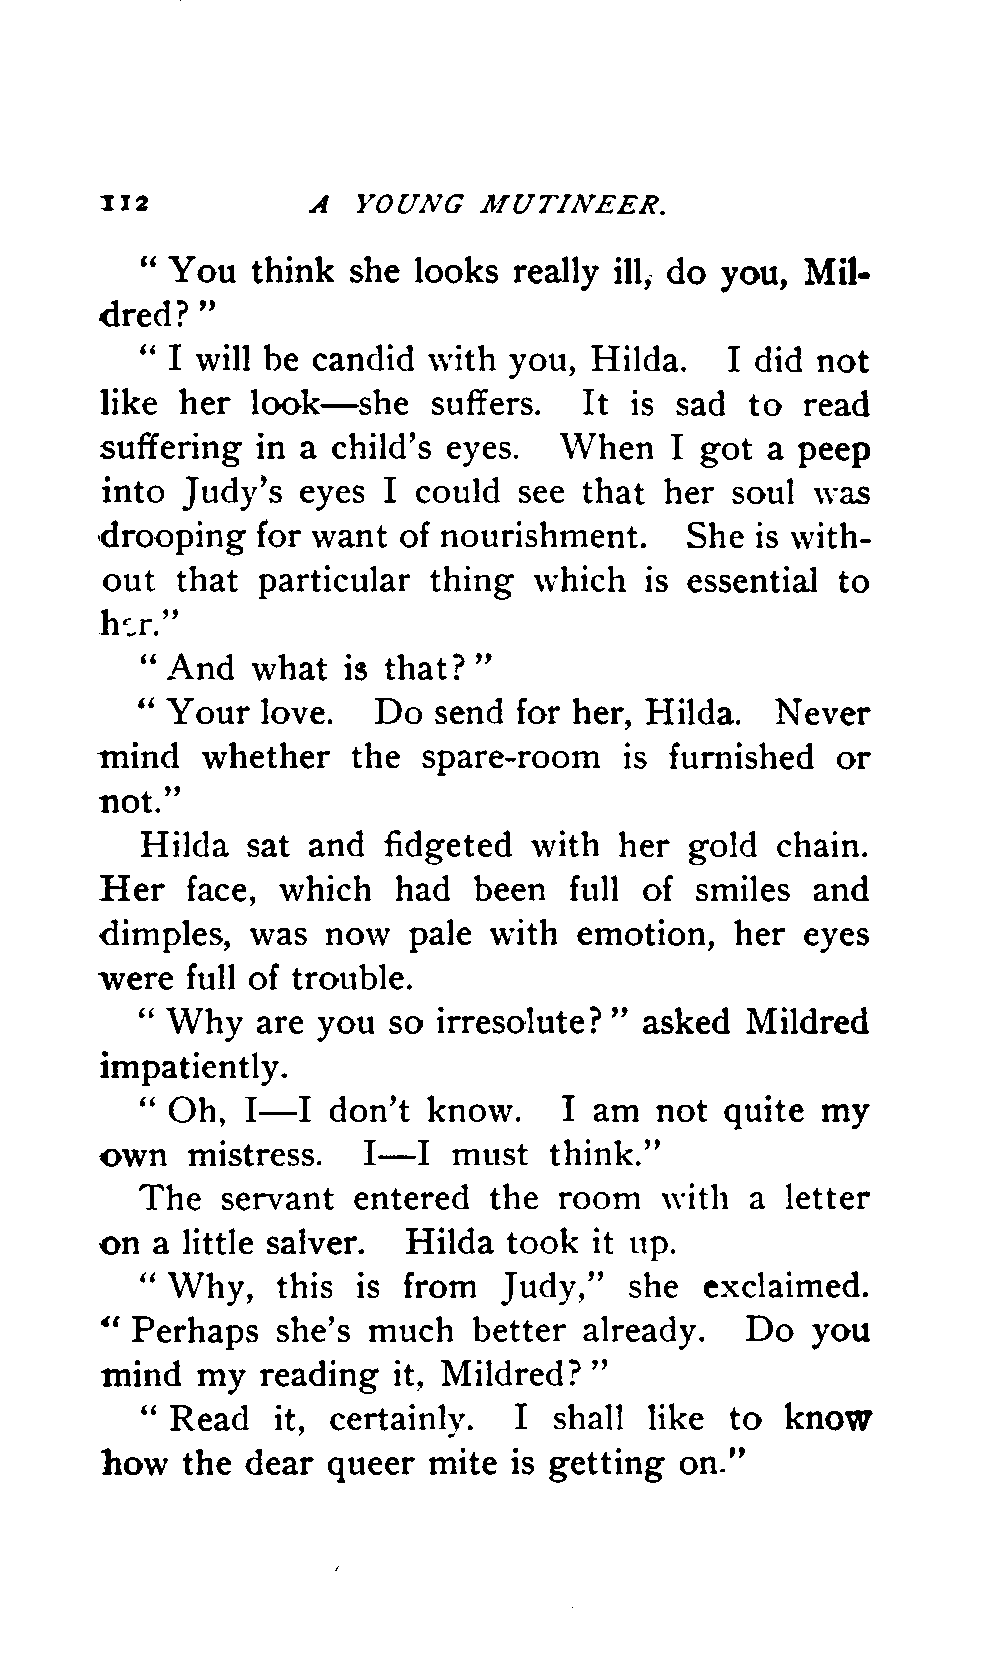 112 A YOUNG MUTINEER.
“ You think she looks really ill, do you, Mil-
dred? ”
“ I will be candid with you, Hilda. I did not
like her look—she suffers. It is sad to read
suffering in a child’s eyes. When I got a peep
into Judy’s eyes I could see that her soul was
drooping for want of nourishment. She is with-
out that particular thing which is essential to
her.”
“ And what is that? ”
“ Your love. Do send for her, Hilda. Never
mind whether the spare-room is furnished or
not.”
Hilda sat and fidgeted with her gold chain.
Her face, which had been full of smiles and
dimples, was now pale with emotion, her eyes
were full of trouble.
“ Why are you so irresolute? ” asked Mildred
impatiently.
“ Oh, I—I don’t know. I am not quite my
own mistress. I—I must think.”
The servant entered the room with a letter
on a little salver. Hilda took it up.
“ Why, this is from Judy,” she exclaimed.
“ Perhaps she’s much better already. Do you
mind my reading it, Mildred? ”
“ Read it, certainly. I shall like to know
how the dear queer mite is getting on.”